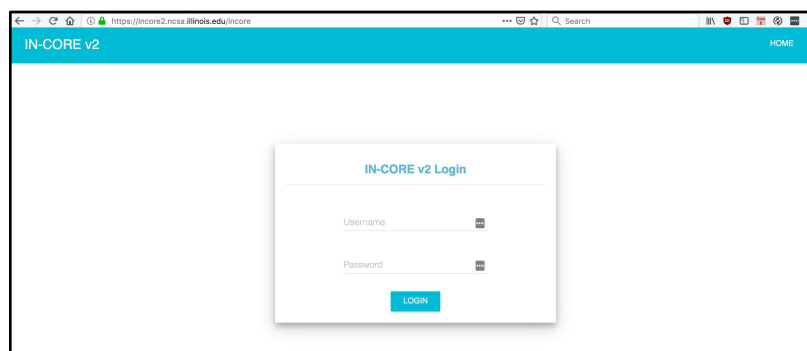 https://incore2.ncsa.illinois.edu/incore
Search
IN-CORE v2
HOME
IN-CORE v2 Login
Username
Password
LOGIN